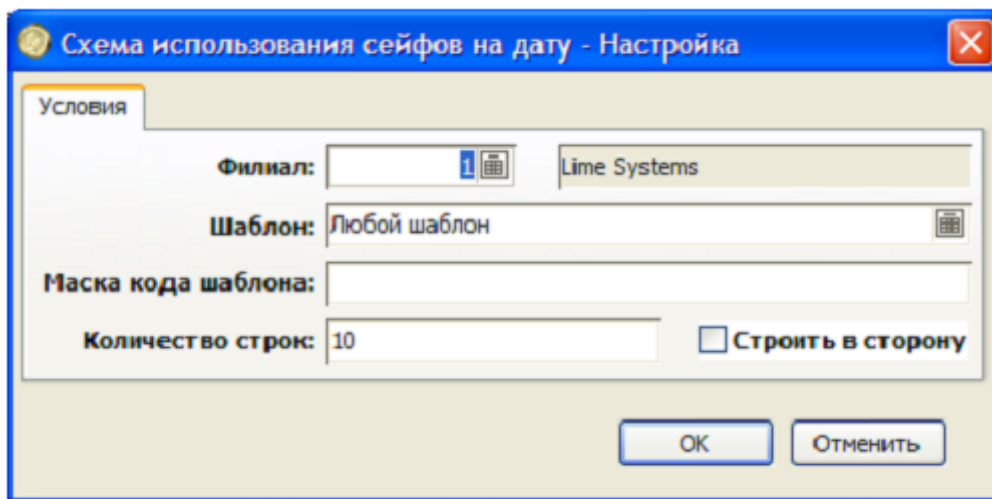 Схема использования сейфов на дату - Настройка
Условия
Филиал: 1 Lime Systems
Шаблон: Любой шаблон
Маска кода шаблона:
Количество строк: 10 Строить в сторону
OK Отменить